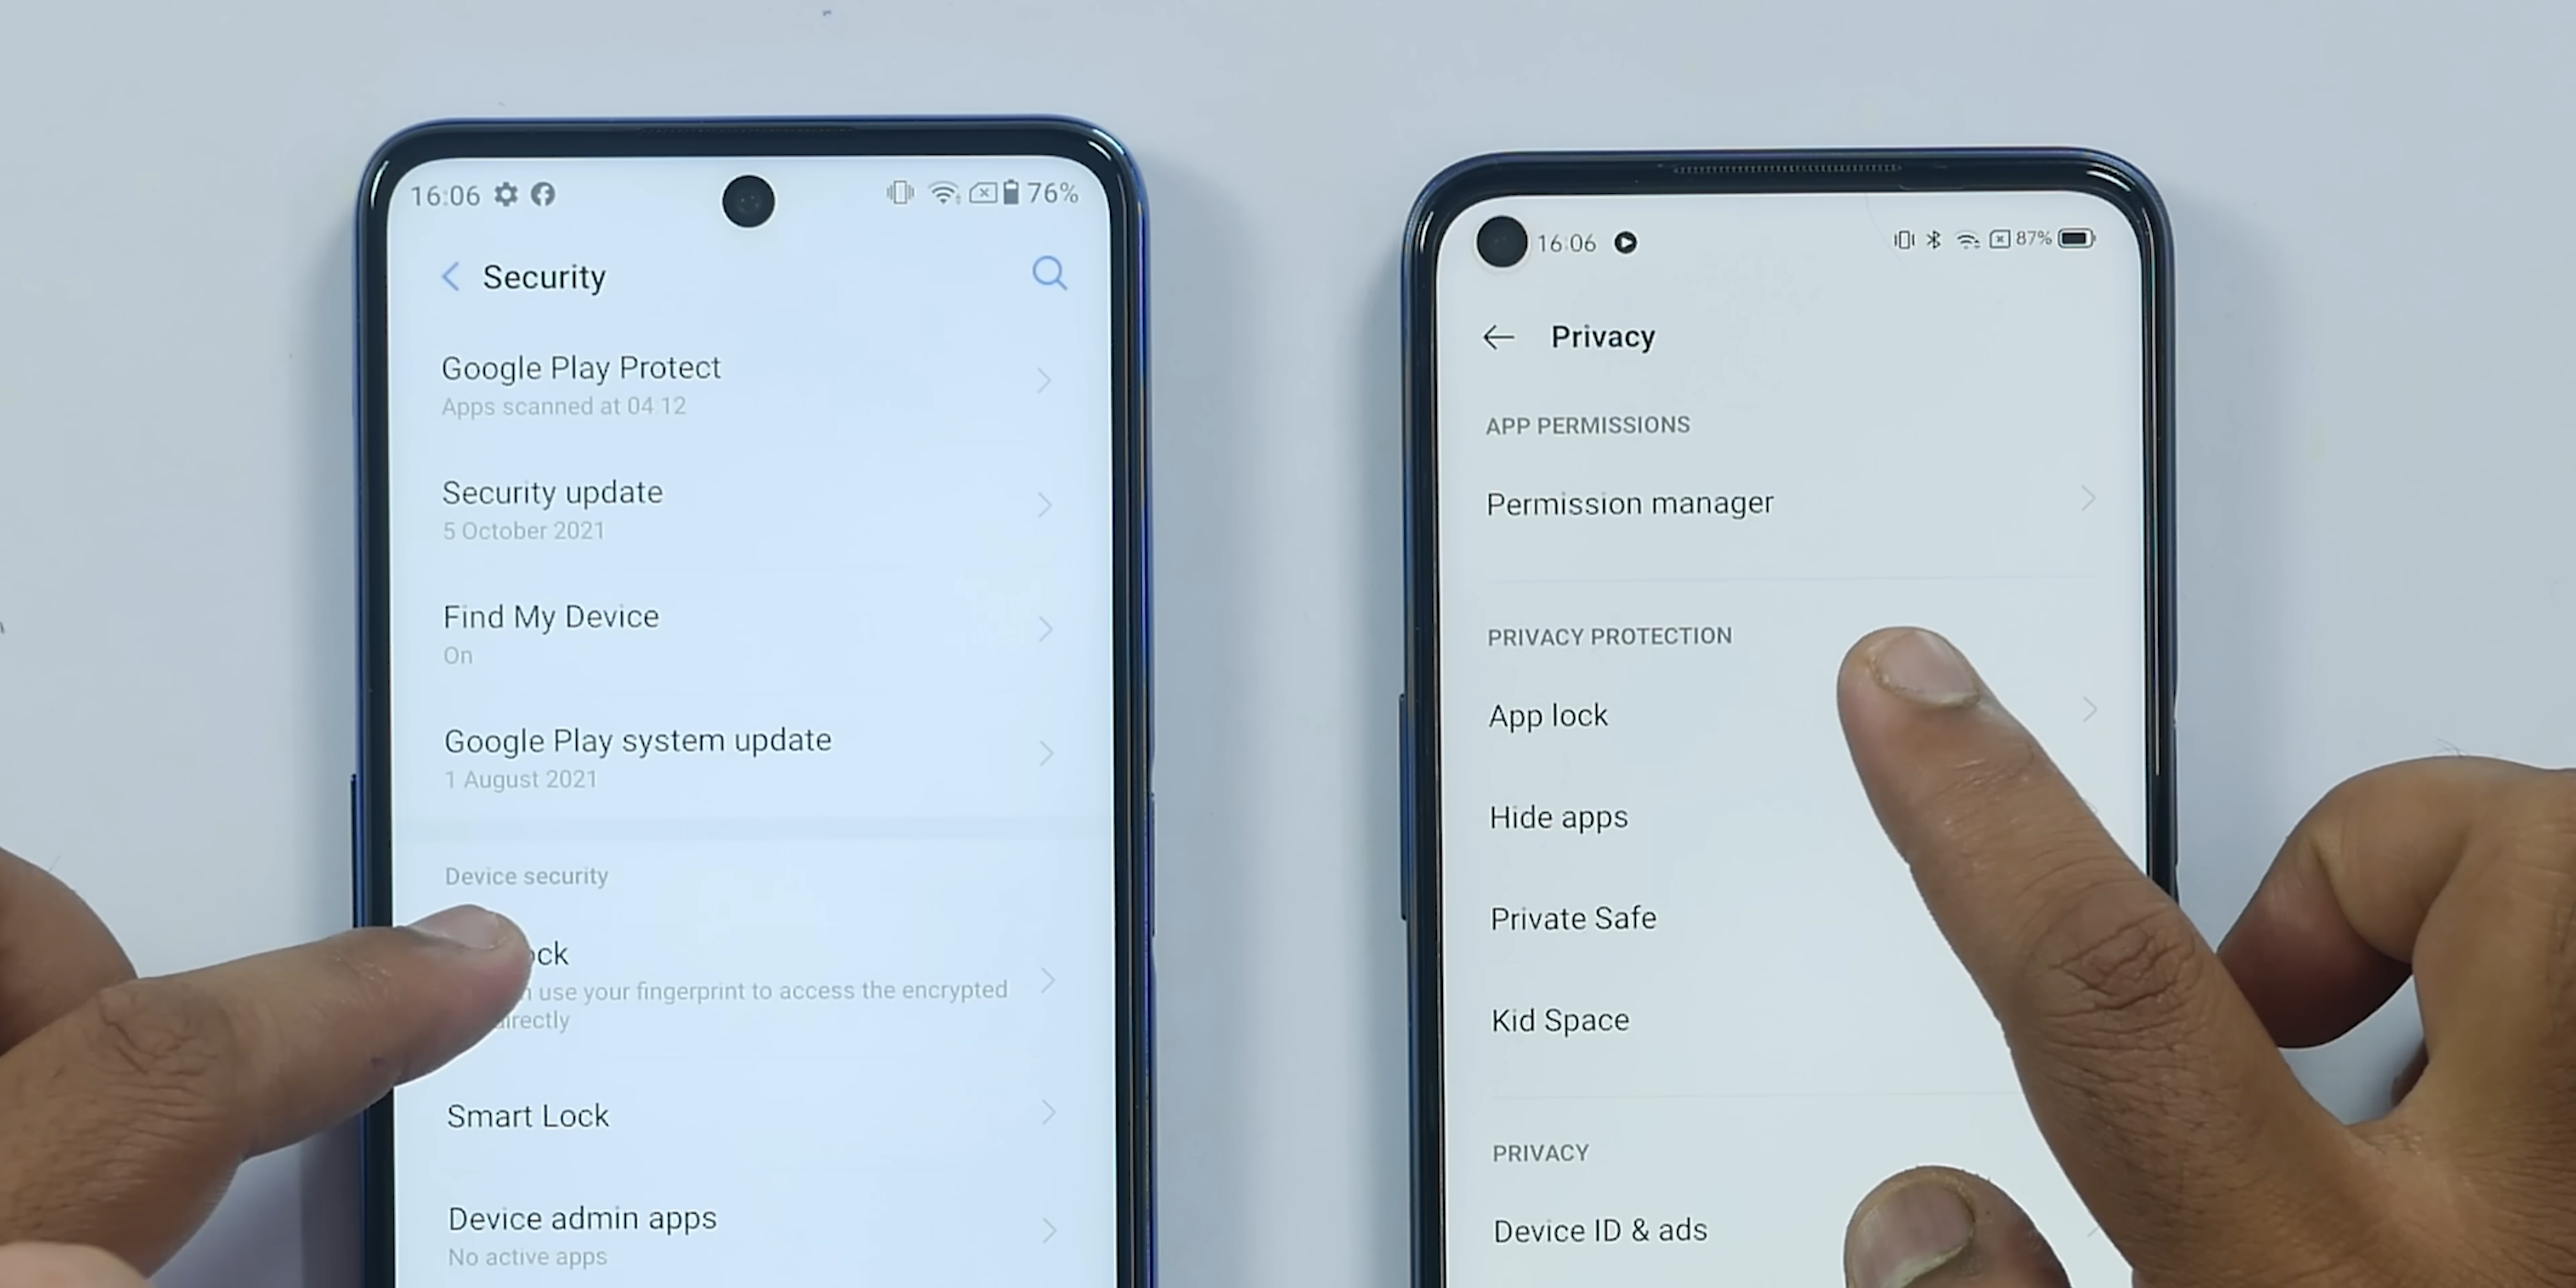 16:06
76%
Security
Google Play Protect
Apps scanned at 04:12
Security update
5 October 2021
Find My Device
On
Google Play system update
1 August 2021
Device security
ock
use your fingerprint to access the encrypted
directly
Smart Lock
Device admin apps
No active apps
16:06
87%
Privacy
APP PERMISSIONS
Permission manager
PRIVACY PROTECTION
App lock
Hide apps
Private Safe
Kid Space
PRIVACY
Device ID & ads